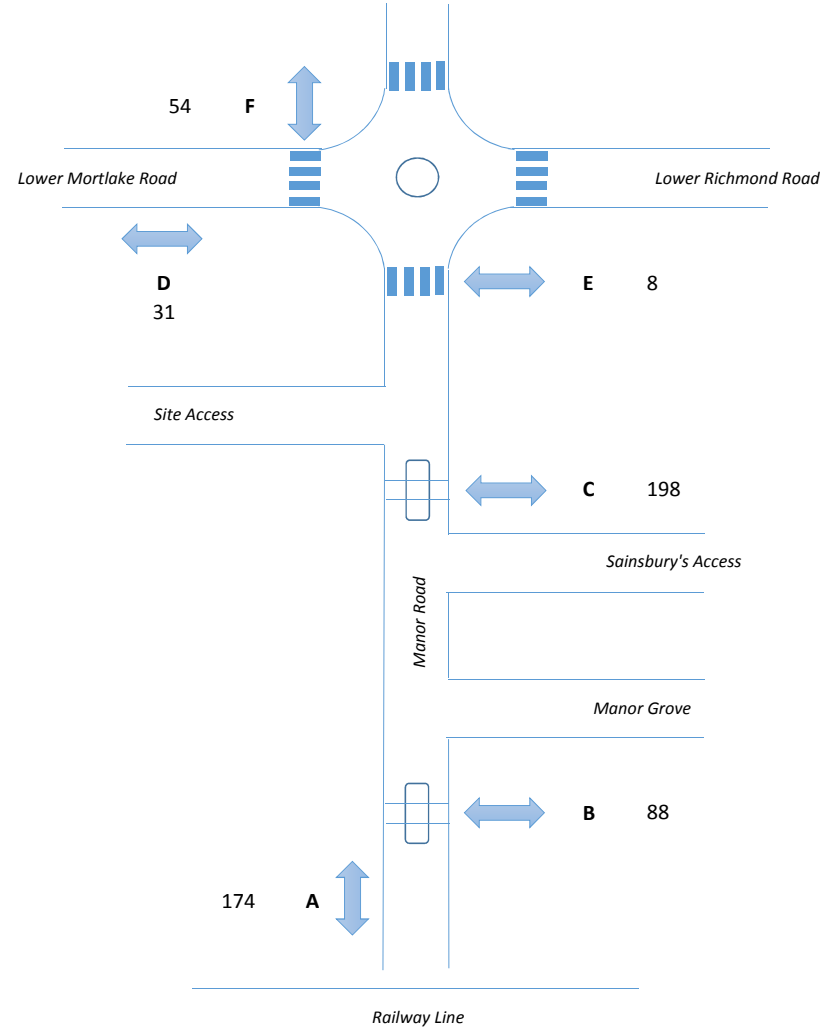 54 F
Lower Mortlake Road
Lower Richmond Road
D
31
E 8
Site Access
C 198
Sainsbury's Access
Manor Road
Manor Grove
B 88
174 A
Railway Line